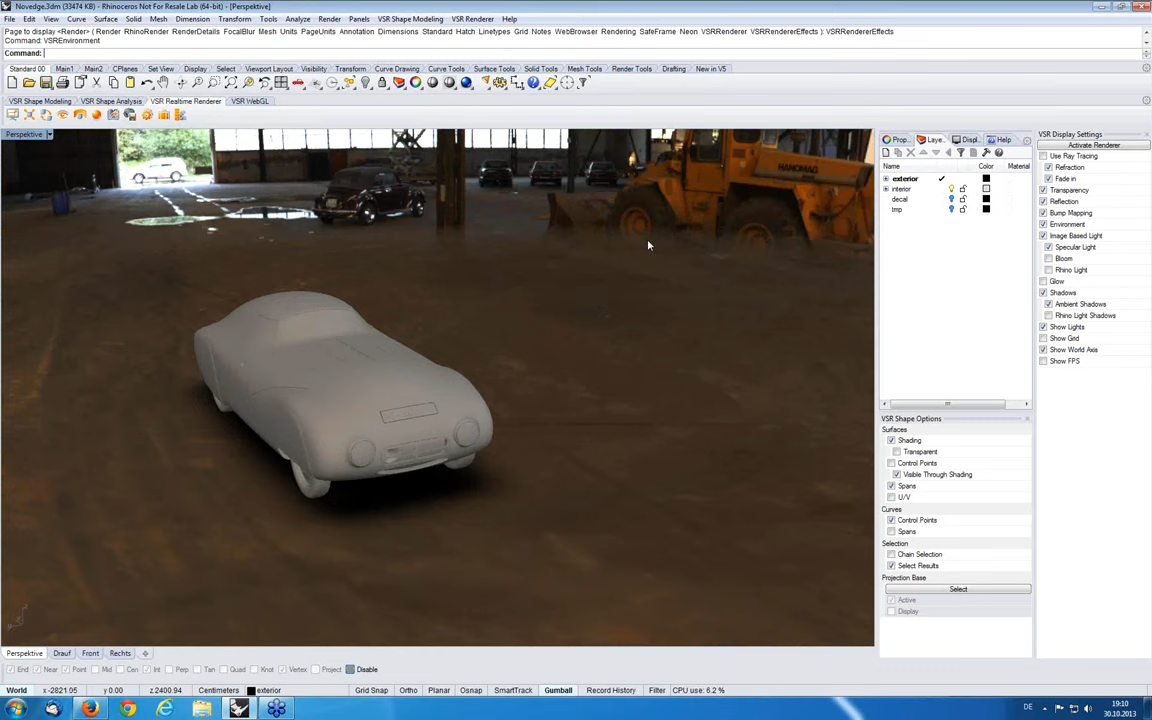 Novedge.3dm (33474 KB) - Rhinoceros Not For Resale Lab (64-bit) - [Perspektive]
File Edit View Curve Surface Solid Mesh Dimension Transform Tools Analyze Render Panels VSR Shape Modeling VSR Renderer Help
Page to display <Render> ( Render RhinoRender RenderDetails FocalBlur Mesh Units PageUnits Annotation Dimensions Standard Hatch Linetypes Grid Notes WebBrowser Rendering SafeFrame Neon VSRRenderer VSRRendererEffects ): VSRRendererEffects
Command: VSREnvironment
Command:
Standard 00 Main1 Main2 CPlanes Set View Display Select Viewport Layout Visibility Transform Curve Drawing Curve Tools Surface Tools Solid Tools Mesh Tools Render Tools Drafting New in V5
VSR Shape Modeling VSR Shape Analysis VSR Realtime Renderer VSR WebGL
Perspektive
HANOMAG
Prop... Laye... Displ... Help
Name Color Material
exterior
interior
decal
tmp
VSR Shape Options
Surfaces
Shading
Transparent
Control Points
Visible Through Shading
Spans
U/V
Curves
Control Points
Spans
Selection
Chain Selection
Select Results
Projection Base
Select
Active
Display
VSR Display Settings
Activate Renderer
Use Ray Tracing
Refraction
Fade in
Transparency
Reflection
Bump Mapping
Environment
Image Based Light
Specular Light
Bloom
Rhino Light
Glow
Shadows
Ambient Shadows
Rhino Light Shadows
Show Lights
Show Grid
Show World Axis
Show FPS
Perspektive Drauf Front Rechts
End Near Point Mid Cen Int Perp Tan Quad Knot Vertex Project Disable
World x -2821.05 y 0.00 z 2400.94 Centimeters exterior Grid Snap Ortho Planar Osnap SmartTrack Gumball Record History Filter CPU use: 6.2 %
DE 19:10
30.10.2013